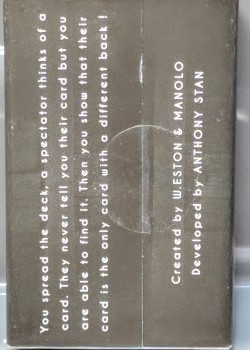 You spread the deck, a spectator thinks of a
card. They never tell you their card but you
are able to find it. Then you show that their
card is the only card with a different back !
Created by W.ESTON & MANOLO
Developed by ANTHONY STAN